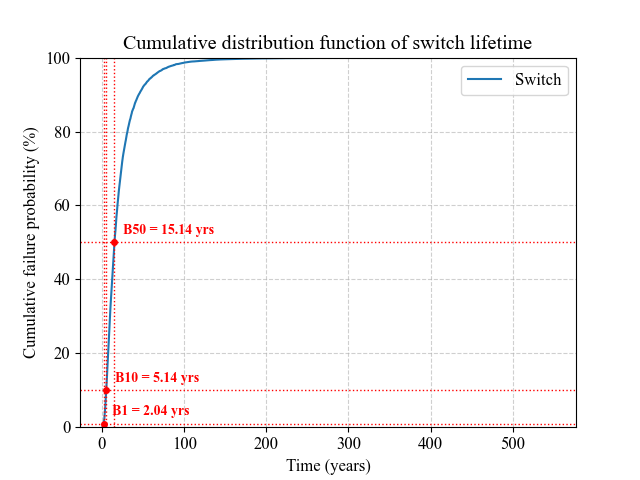 Cumulative distribution function of switch lifetime
100
80
60
40
20
0
Cumulative failure probability (%)
Switch
B50 = 15.14 yrs
B10 = 5.14 yrs
B1 = 2.04 yrs
0 100 200 300 400 500
Time (years)